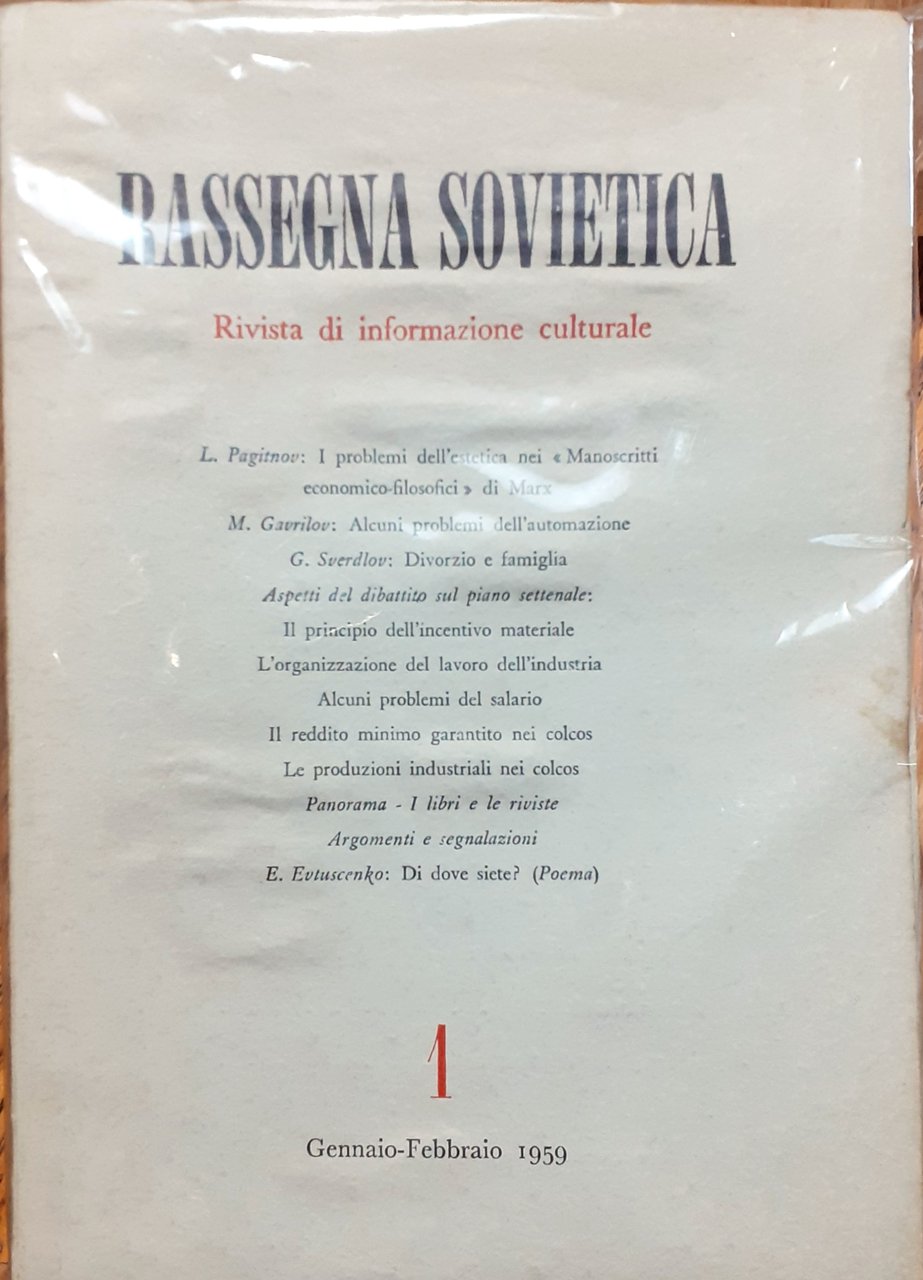 RASSEGNA SOVIETICA
Rivista di informazione culturale
L. Pagitnov: I problemi dell'estetica nei « Manoscritti
economico-filosofici » di Marx
M. Gavrilov: Alcuni problemi dell'automazione
G. Sverdlov: Divorzio e famiglia
Aspetti del dibattito sul piano settenale:
Il principio dell'incentivo materiale
L'organizzazione del lavoro dell'industria
Alcuni problemi del salario
Il reddito minimo garantito nei colcos
Le produzioni industriali nei colcos
Panorama - I libri e le riviste
Argomenti e segnalazioni
E. Evtuscenko: Di dove siete? (Poema)
1
Gennaio-Febbraio 1959